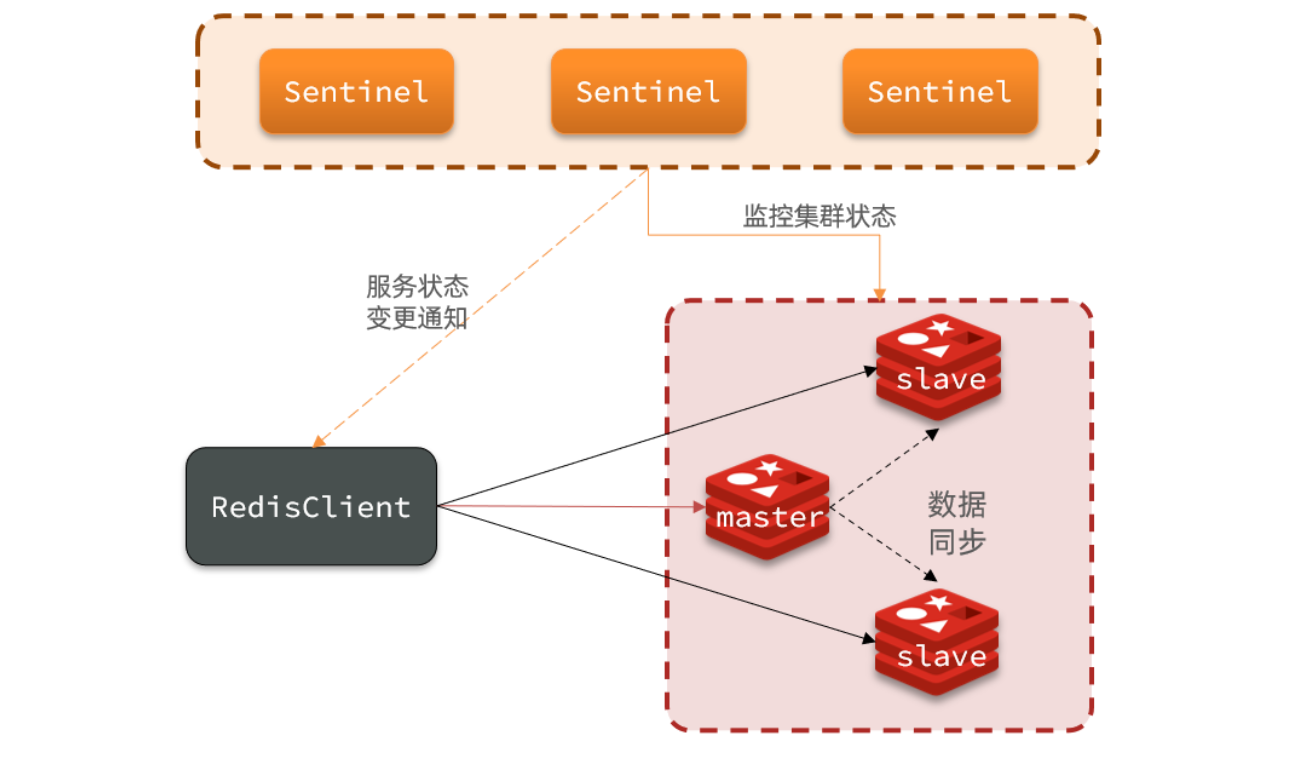 Sentinel
Sentinel
Sentinel
监控集群状态
服务状态
变更通知
slave
RedisClient
master
数据
同步
slave